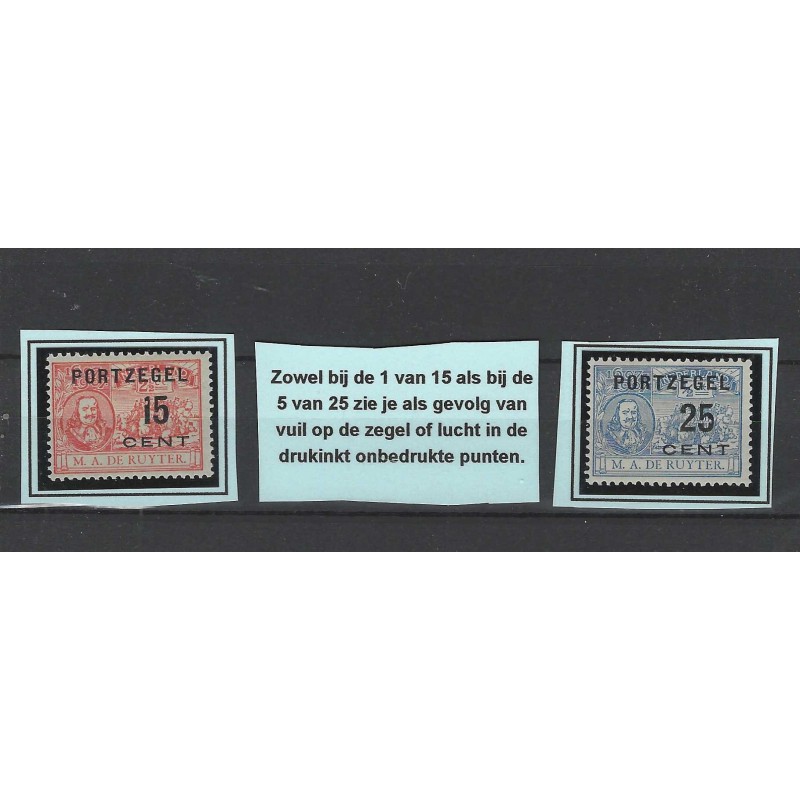 PORTZEGEL
15
CENT
M. A. DE RUYTER.
Zowel bij de 1 van 15 als bij de
5 van 25 zie je als gevolg van
vuil op de zegel of lucht in de
drukinkt onbedrukte punten.
PORTZEGEL
25
CENT
M. A. DE RUYTER.